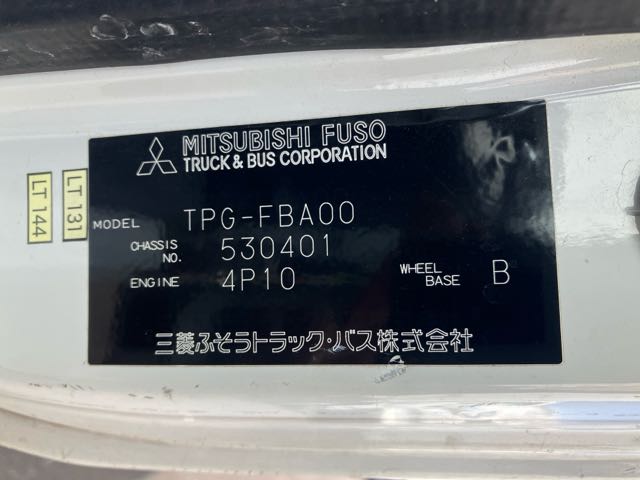 MITSUBISHI FUSO
TRUCK & BUS CORPORATION
MODEL TPG-FBA00
CHASSIS NO. 530401
ENGINE 4P10
WHEEL BASE B
三菱ふそうトラック・バス株式会社
LT 131
LT 144